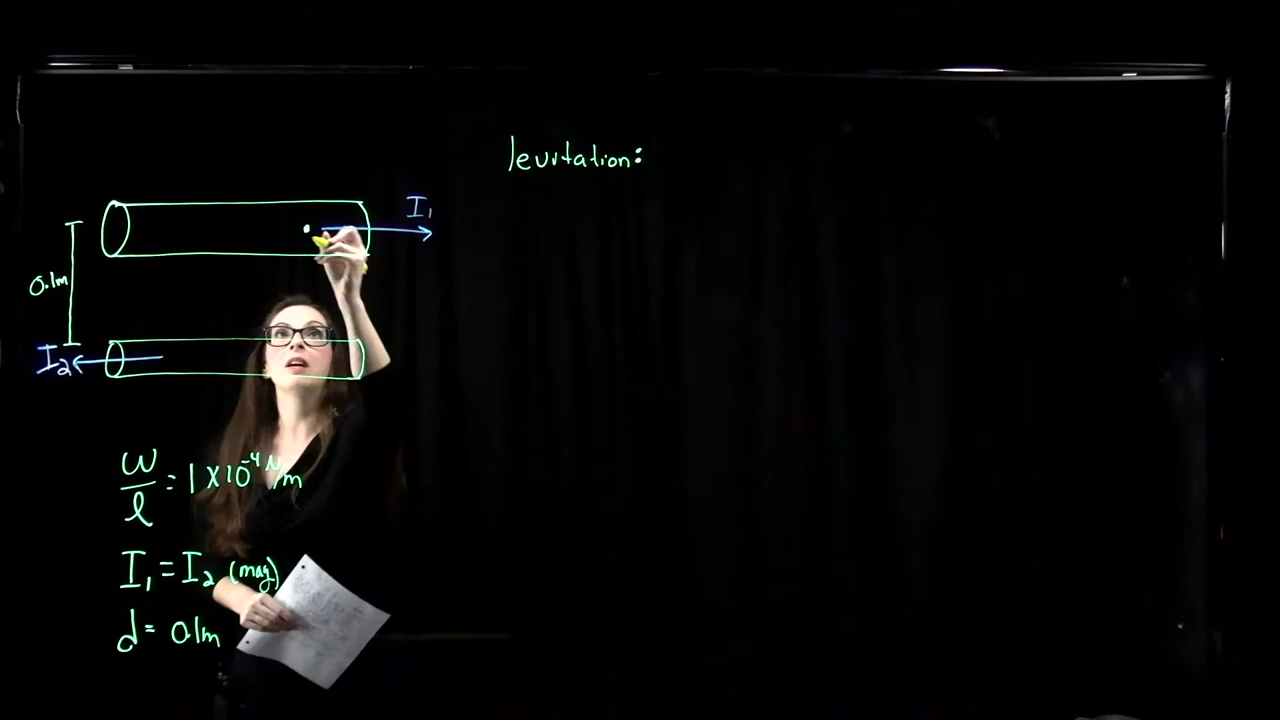 levitation:
I₁
0.1m
I₂
w/l = 1 x 10⁻⁴ N/m
I₁ = I₂ (mag)
d = 0.1m